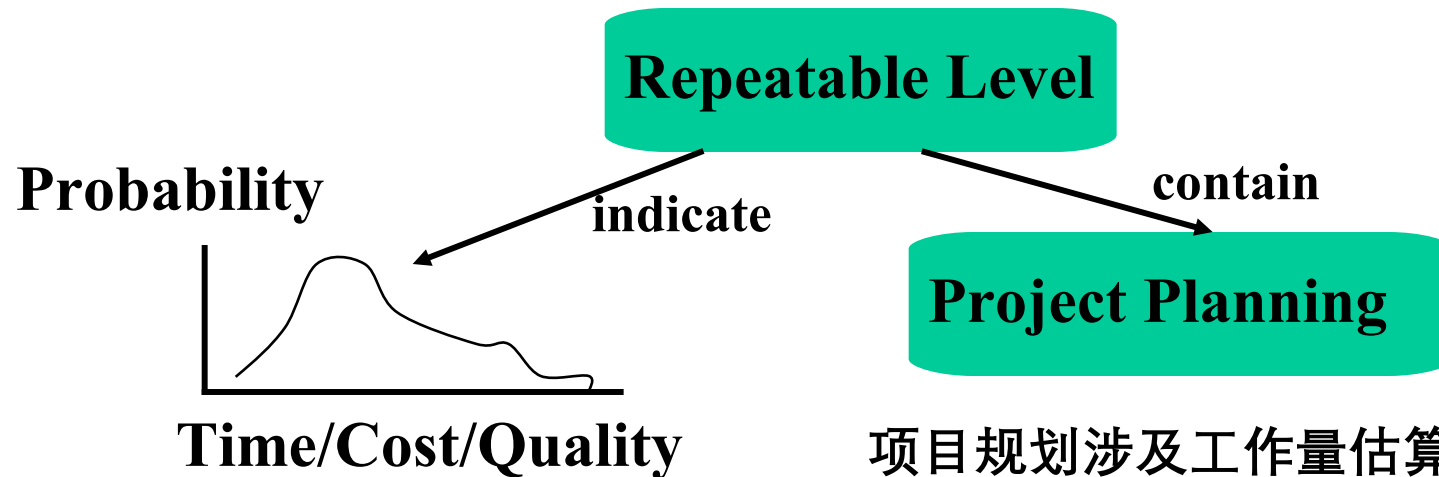 Repeatable Level
Probability
indicate
contain
Project Planning
Time/Cost/Quality
项目规划涉及工作量估算